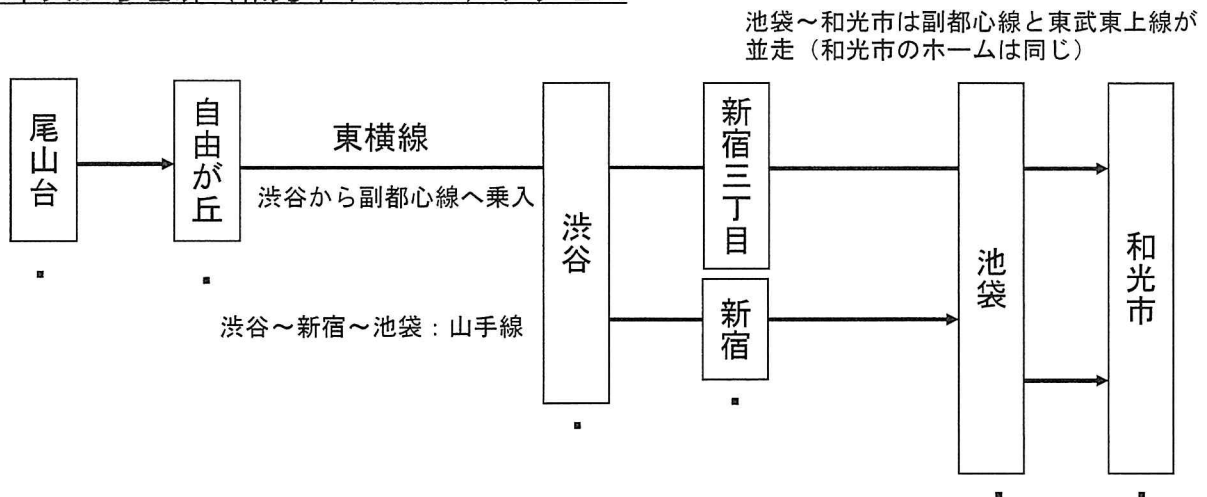 池袋~和光市は副都心線と東武東上線が
並走(和光市のホームは同じ)
尾山台
自由が丘
東横線
渋谷から副都心線へ乗入
渋谷
新宿三丁目
池袋
和光市
渋谷~新宿~池袋:山手線
新宿